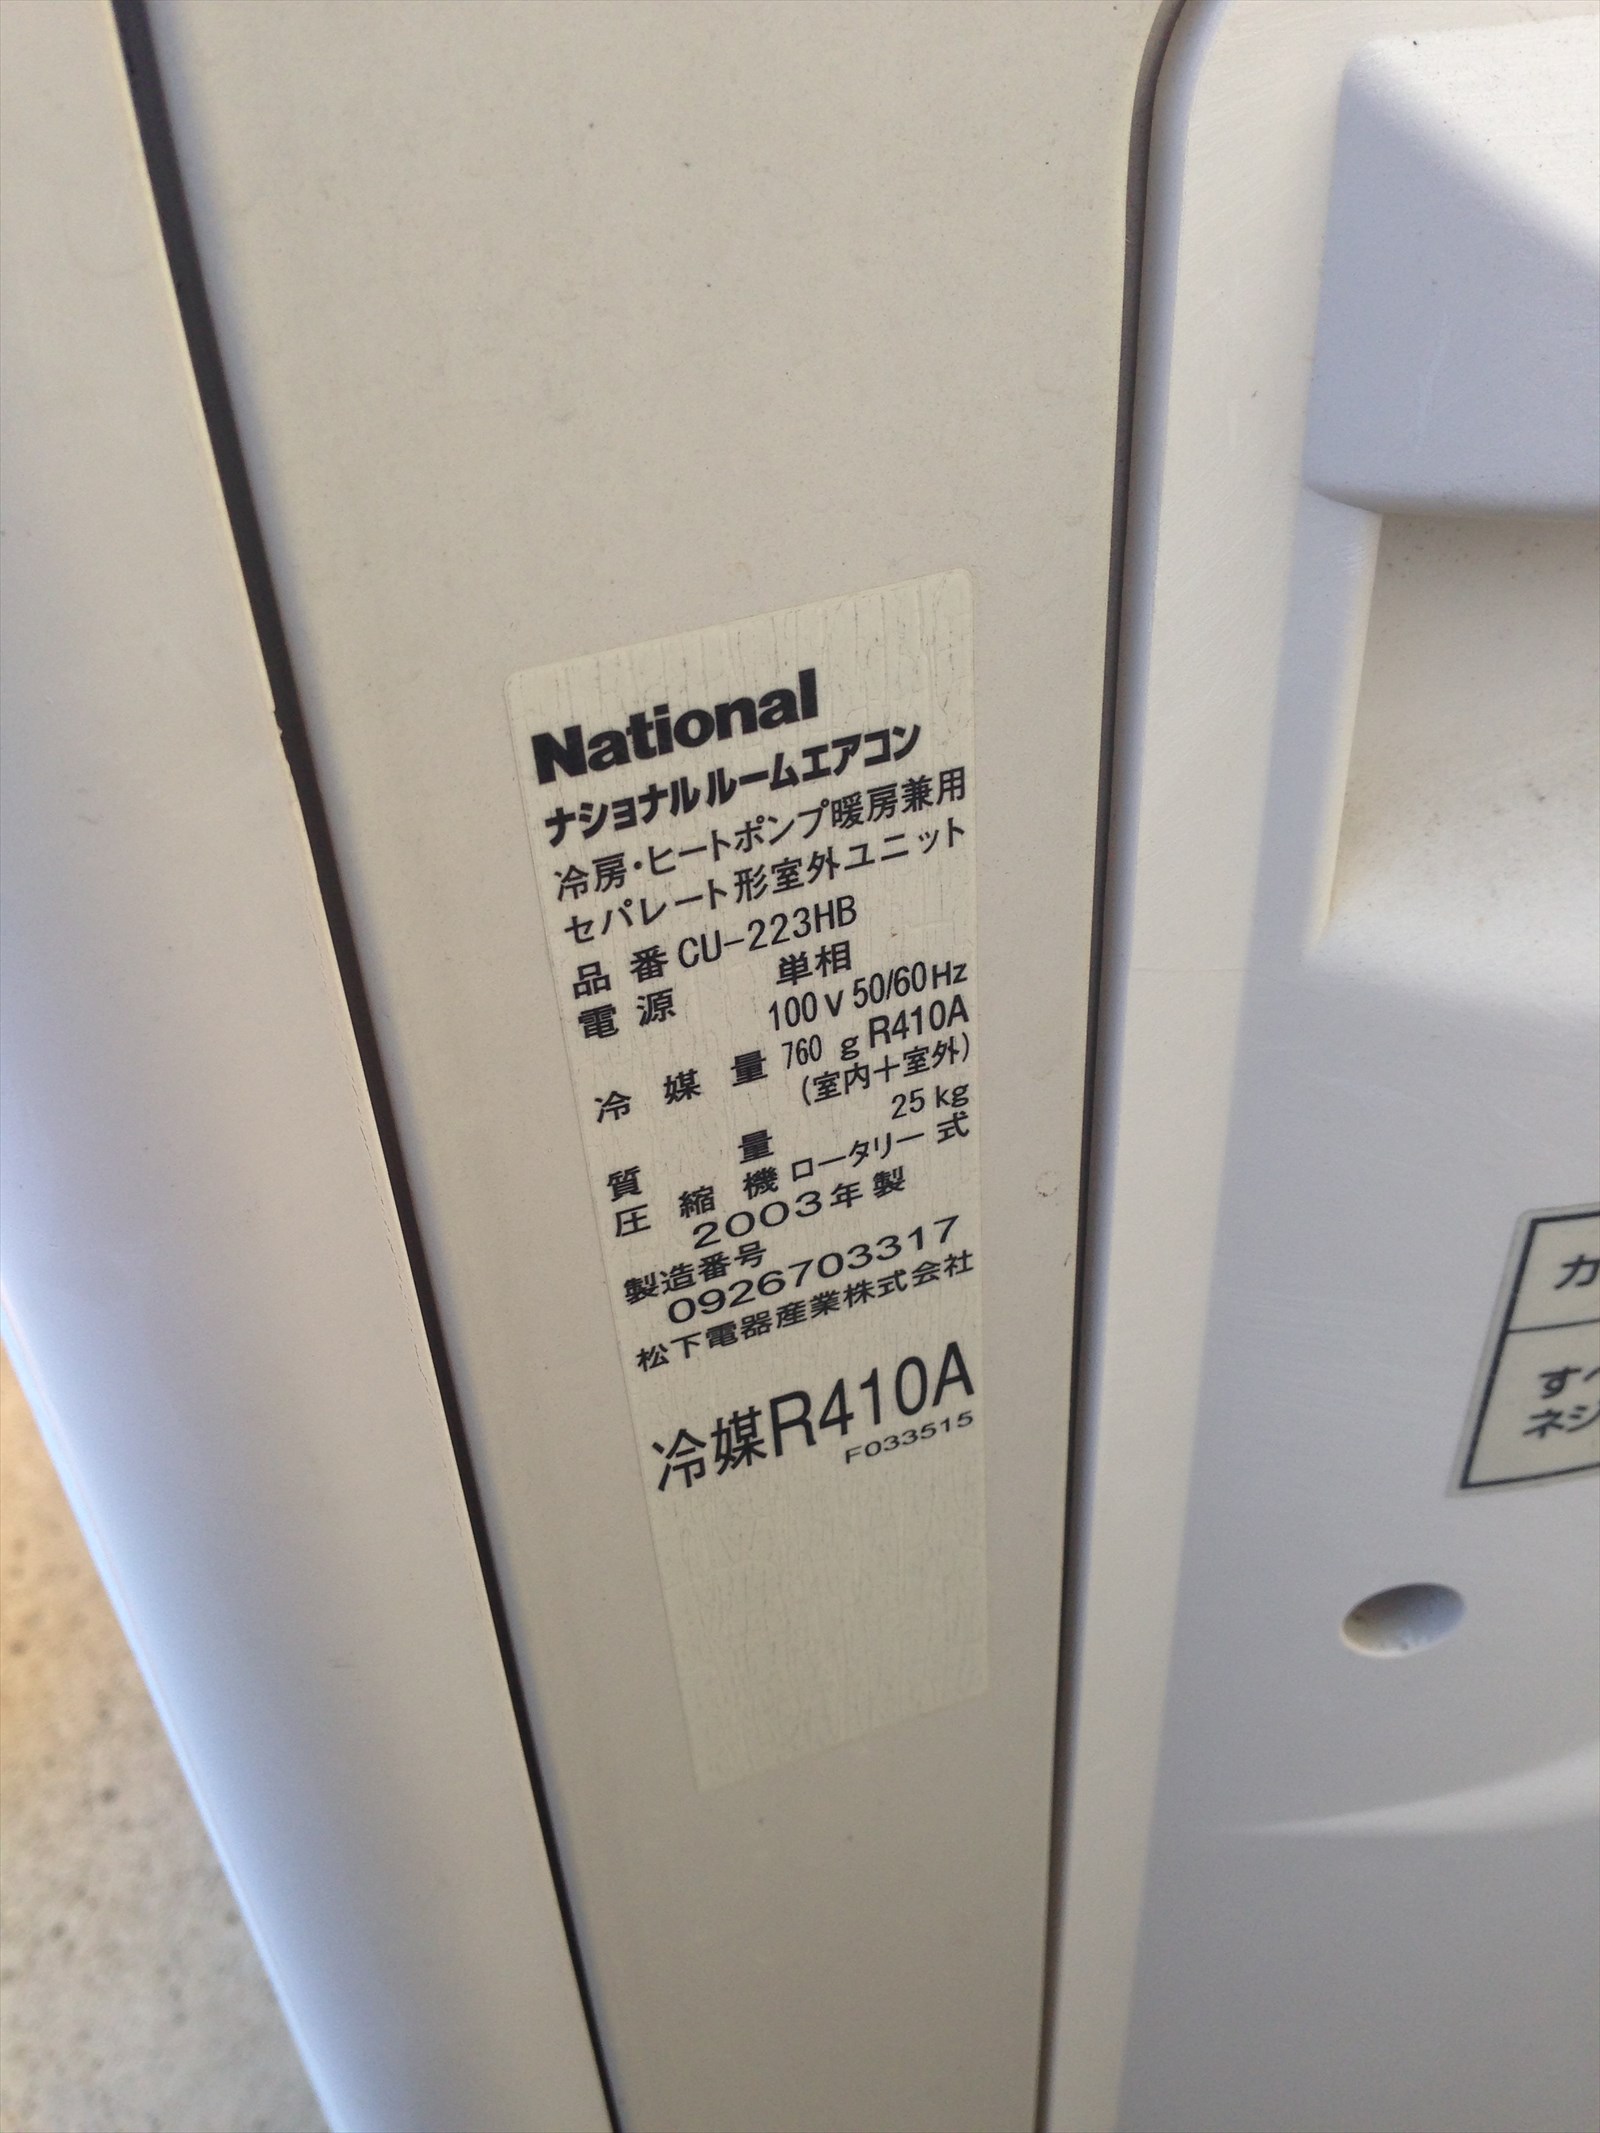 National
ナショナルルームエアコン
冷房・ヒートポンプ暖房兼用
セパレート形室外ユニット
品番 CU-223HB
電源 単相
100V 50/60Hz
冷媒量 760 g R410A
(室内+室外)
質量 25kg
圧縮機 ロータリー式
2003年製
製造番号
0926703317
松下電器産業株式会社
冷媒R410A
F033515
カ
す
ネジ